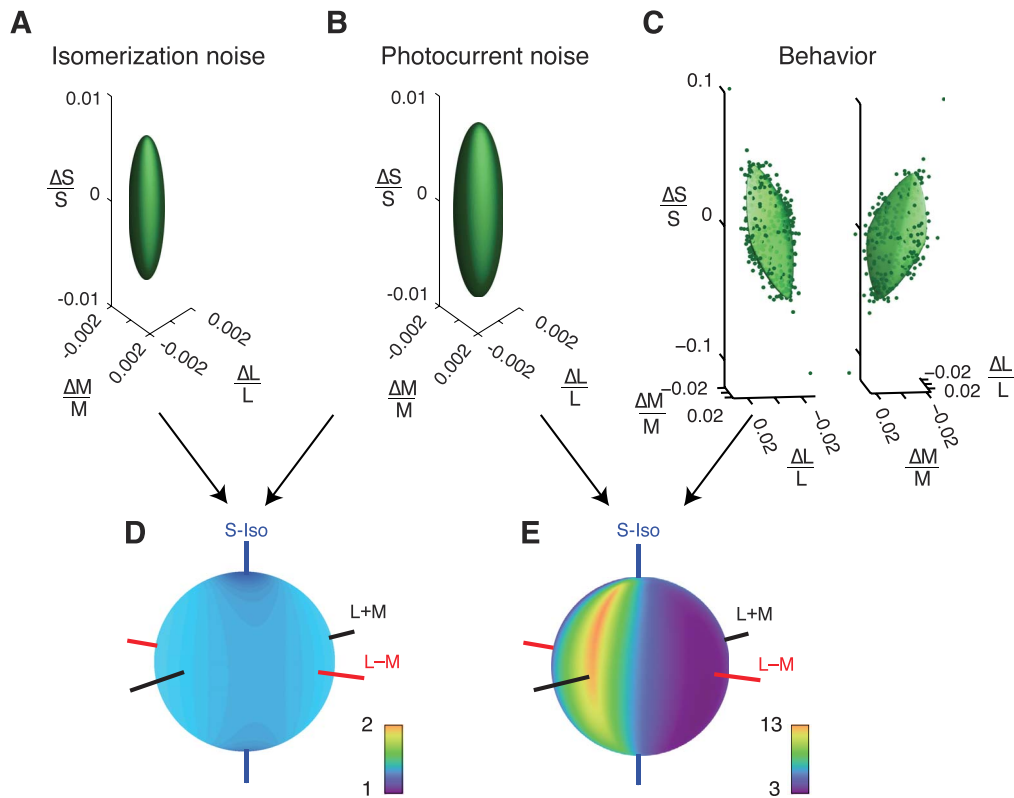 A
B
C
Isomerization noise
Photocurrent noise
Behavior
0.01
0
-0.01
ΔS
S
-0.002
0.002
-0.002
0.002
ΔM
M
ΔL
L
0.01
0
-0.01
ΔS
S
-0.002
0.002
-0.002
0.002
ΔM
M
ΔL
L
0.1
0
−0.1
ΔS
S
−0.02
0.02
ΔM
M
0.02
−0.02
ΔL
L
−0.02
0.02
ΔL
L
0.02
−0.02
ΔM
M
D
S-Iso
L+M
L−M
2
1
E
S-Iso
L+M
L−M
13
3